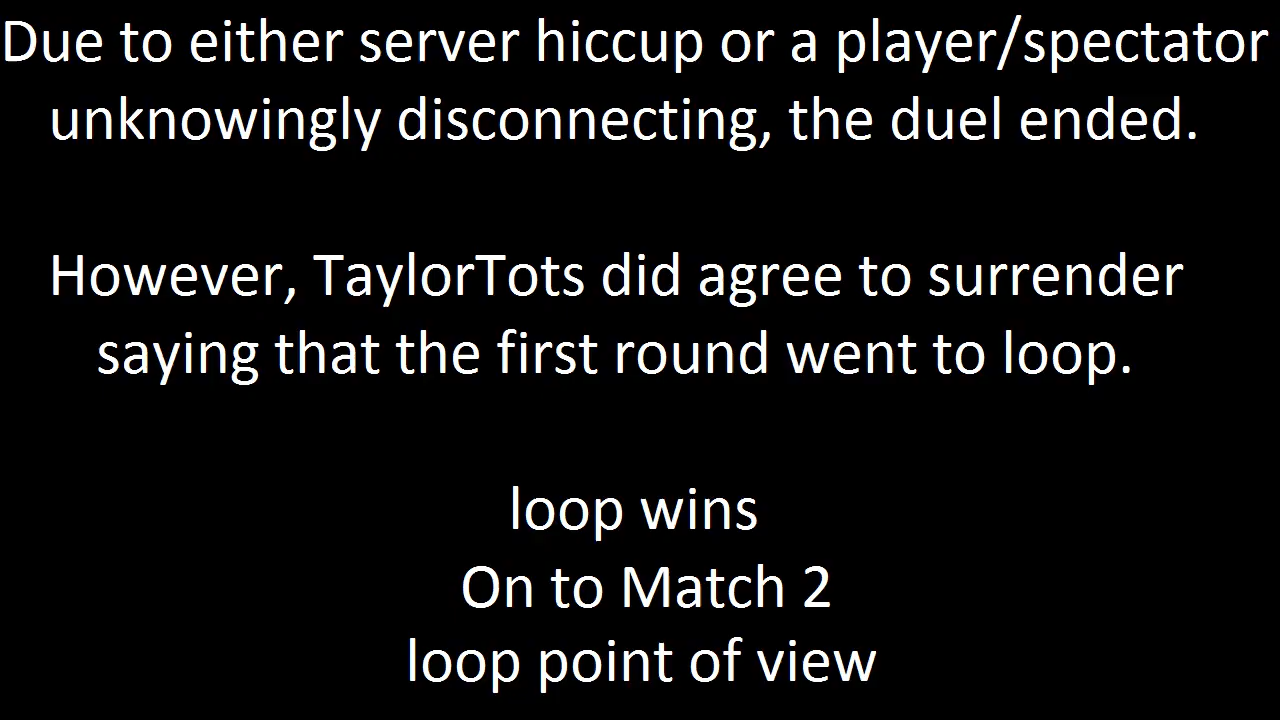 Due to either server hiccup or a player/spectator
unknowingly disconnecting, the duel ended.
However, TaylorTots did agree to surrender
saying that the first round went to loop.
loop wins
On to Match 2
loop point of view